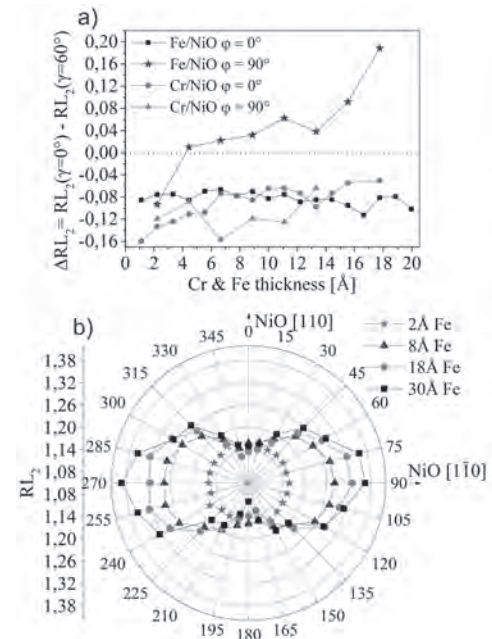 a)
ΔRL₂= RL₂(γ=0°) - RL₂(γ=60°)
0,20
0,16
0,12
0,08
0,04
0,00
-0,04
-0,08
-0,12
-0,16
Fe/NiO φ = 0°
Fe/NiO φ = 90°
Cr/NiO φ = 0°
Cr/NiO φ = 90°
0 2 4 6 8 10 12 14 16 18 20
Cr & Fe thickness [Å]
b)
NiO [110]
2Å Fe
8Å Fe
18Å Fe
30Å Fe
RL₂
1,38
1,32
1,26
1,20
1,14
1,08
1,08
1,14
1,20
1,26
1,32
1,38
0
15
30
45
60
75
90
NiO [11̄0]
105
120
135
150
165
180
195
210
225
240
255
270
285
300
315
330
345